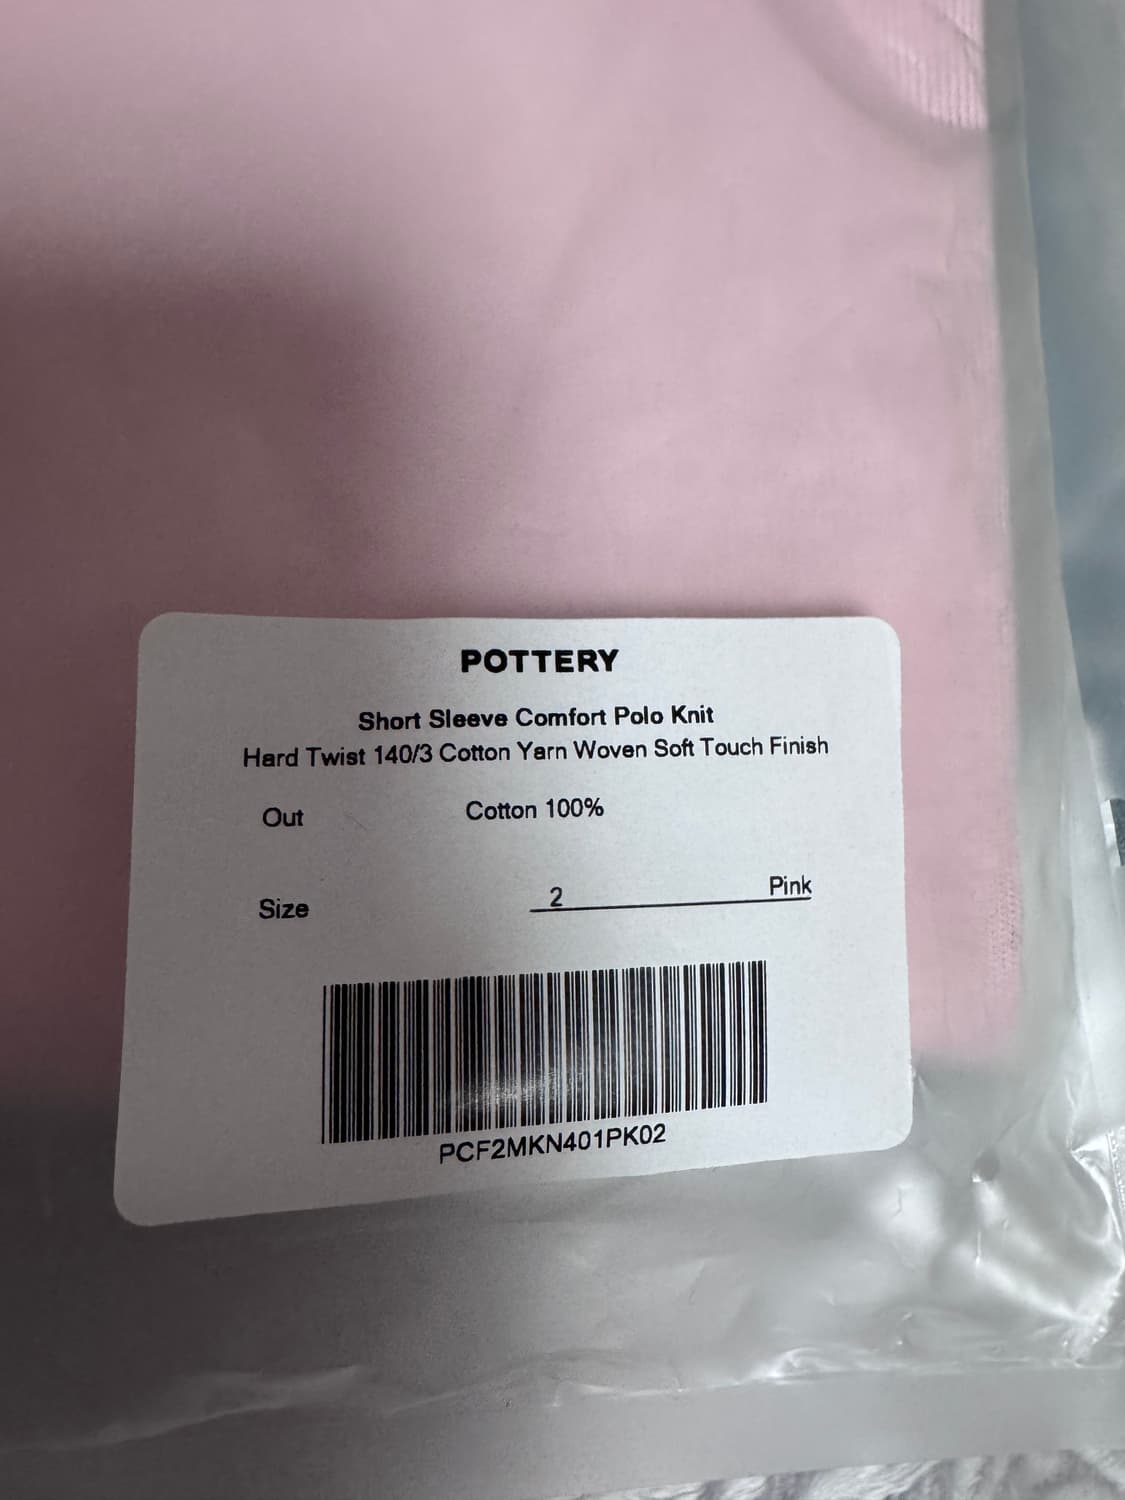 POTTERY
Short Sleeve Comfort Polo Knit
Hard Twist 140/3 Cotton Yarn Woven Soft Touch Finish
Out Cotton 100%
Size 2 Pink
PCF2MKN401PK02